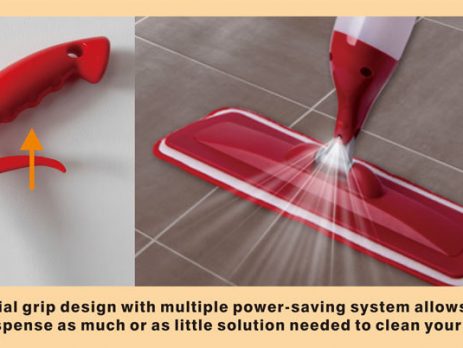 ial grip design with multiple power-saving system allows
spense as much or as little solution needed to clean your